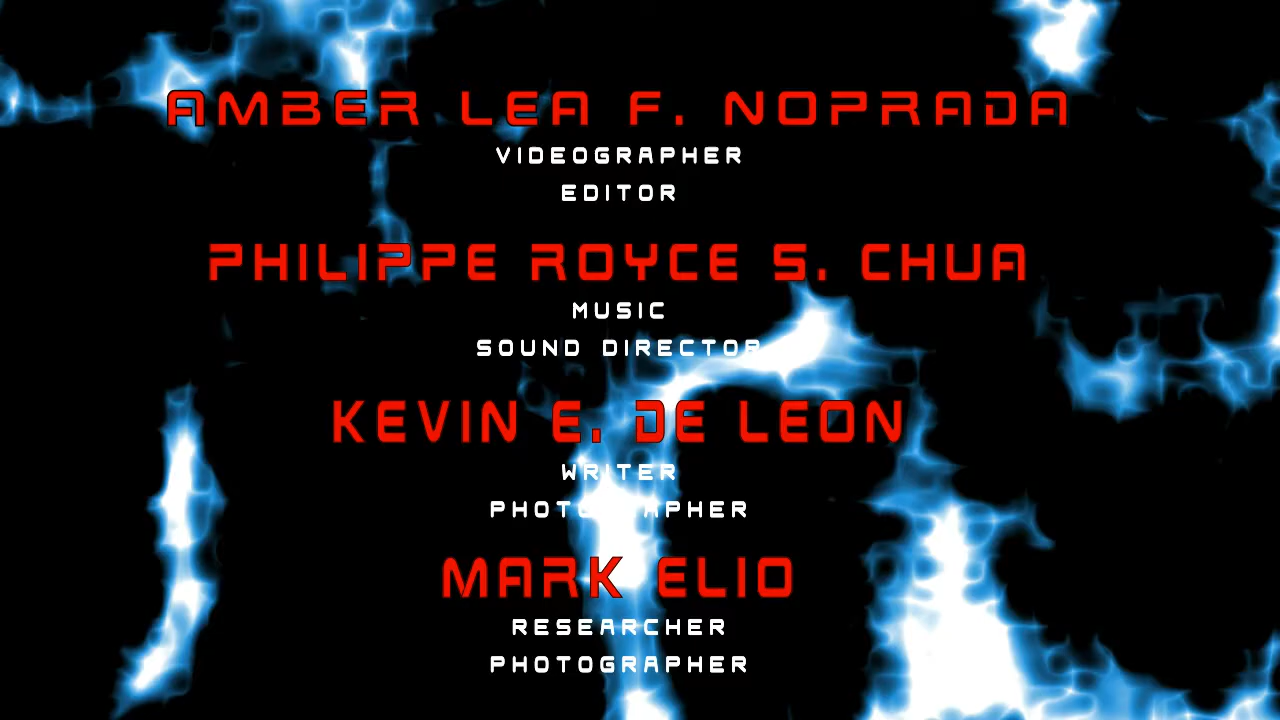 AMBER LEA F. NOPRADA
VIDEOGRAPHER
EDITOR
PHILIPPE ROYCE S. CHUA
MUSIC
SOUND DIRECTOR
KEVIN E. DE LEON
WRITER
PHOTOGRAPHER
MARK ELIO
RESEARCHER
PHOTOGRAPHER